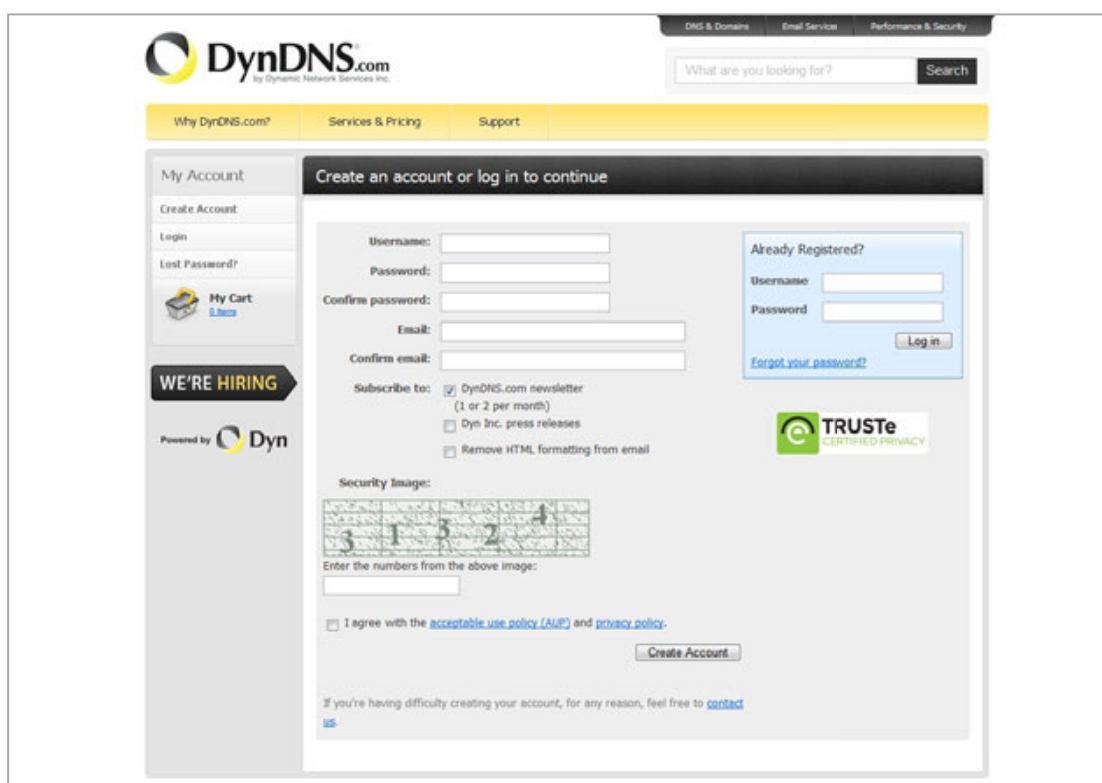 DNS & Domains Email Services Performance & Security
DynDNS.com
by Dynamic Network Services Inc.
What are you looking for? Search
Why DynDNS.com? Services & Pricing Support
My Account
Create Account
Login
Lost Password?
My Cart
0 items
WE'RE HIRING
Powered by Dyn
Create an account or log in to continue
Username:
Password:
Confirm password:
Email:
Confirm email:
Subscribe to: DynDNS.com newsletter
(1 or 2 per month)
Dyn Inc. press releases
Remove HTML formatting from email
Security Image:
3 1 3 2 4
Enter the numbers from the above image:
I agree with the acceptable use policy (AUP) and privacy policy.
Create Account
If you're having difficulty creating your account, for any reason, feel free to contact
us.
Already Registered?
Username
Password
Log in
Forgot your password?
TRUSTe
CERTIFIED PRIVACY